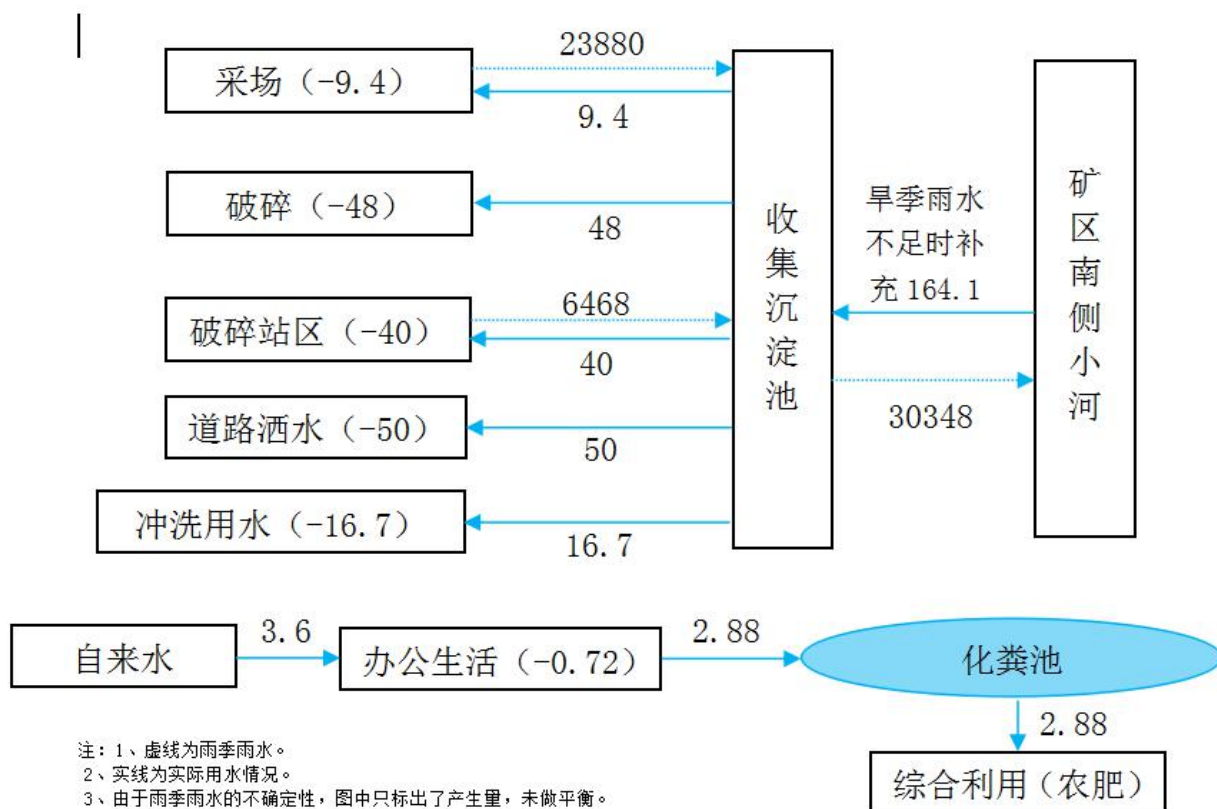 23880
采场（-9.4）
9.4
破碎（-48）
48
6468
破碎站区（-40）
40
道路洒水（-50）
50
冲洗用水（-16.7）
16.7
收集沉淀池
旱季雨水
不足时补
充 164.1
30348
矿区南侧小河
自来水
3.6
办公生活（-0.72）
2.88
化粪池
2.88
综合利用（农肥）
注：1、虚线为雨季雨水。
2、实线为实际用水情况。
3、由于雨季雨水的不确定性，图中只标出了产生量，未做平衡。